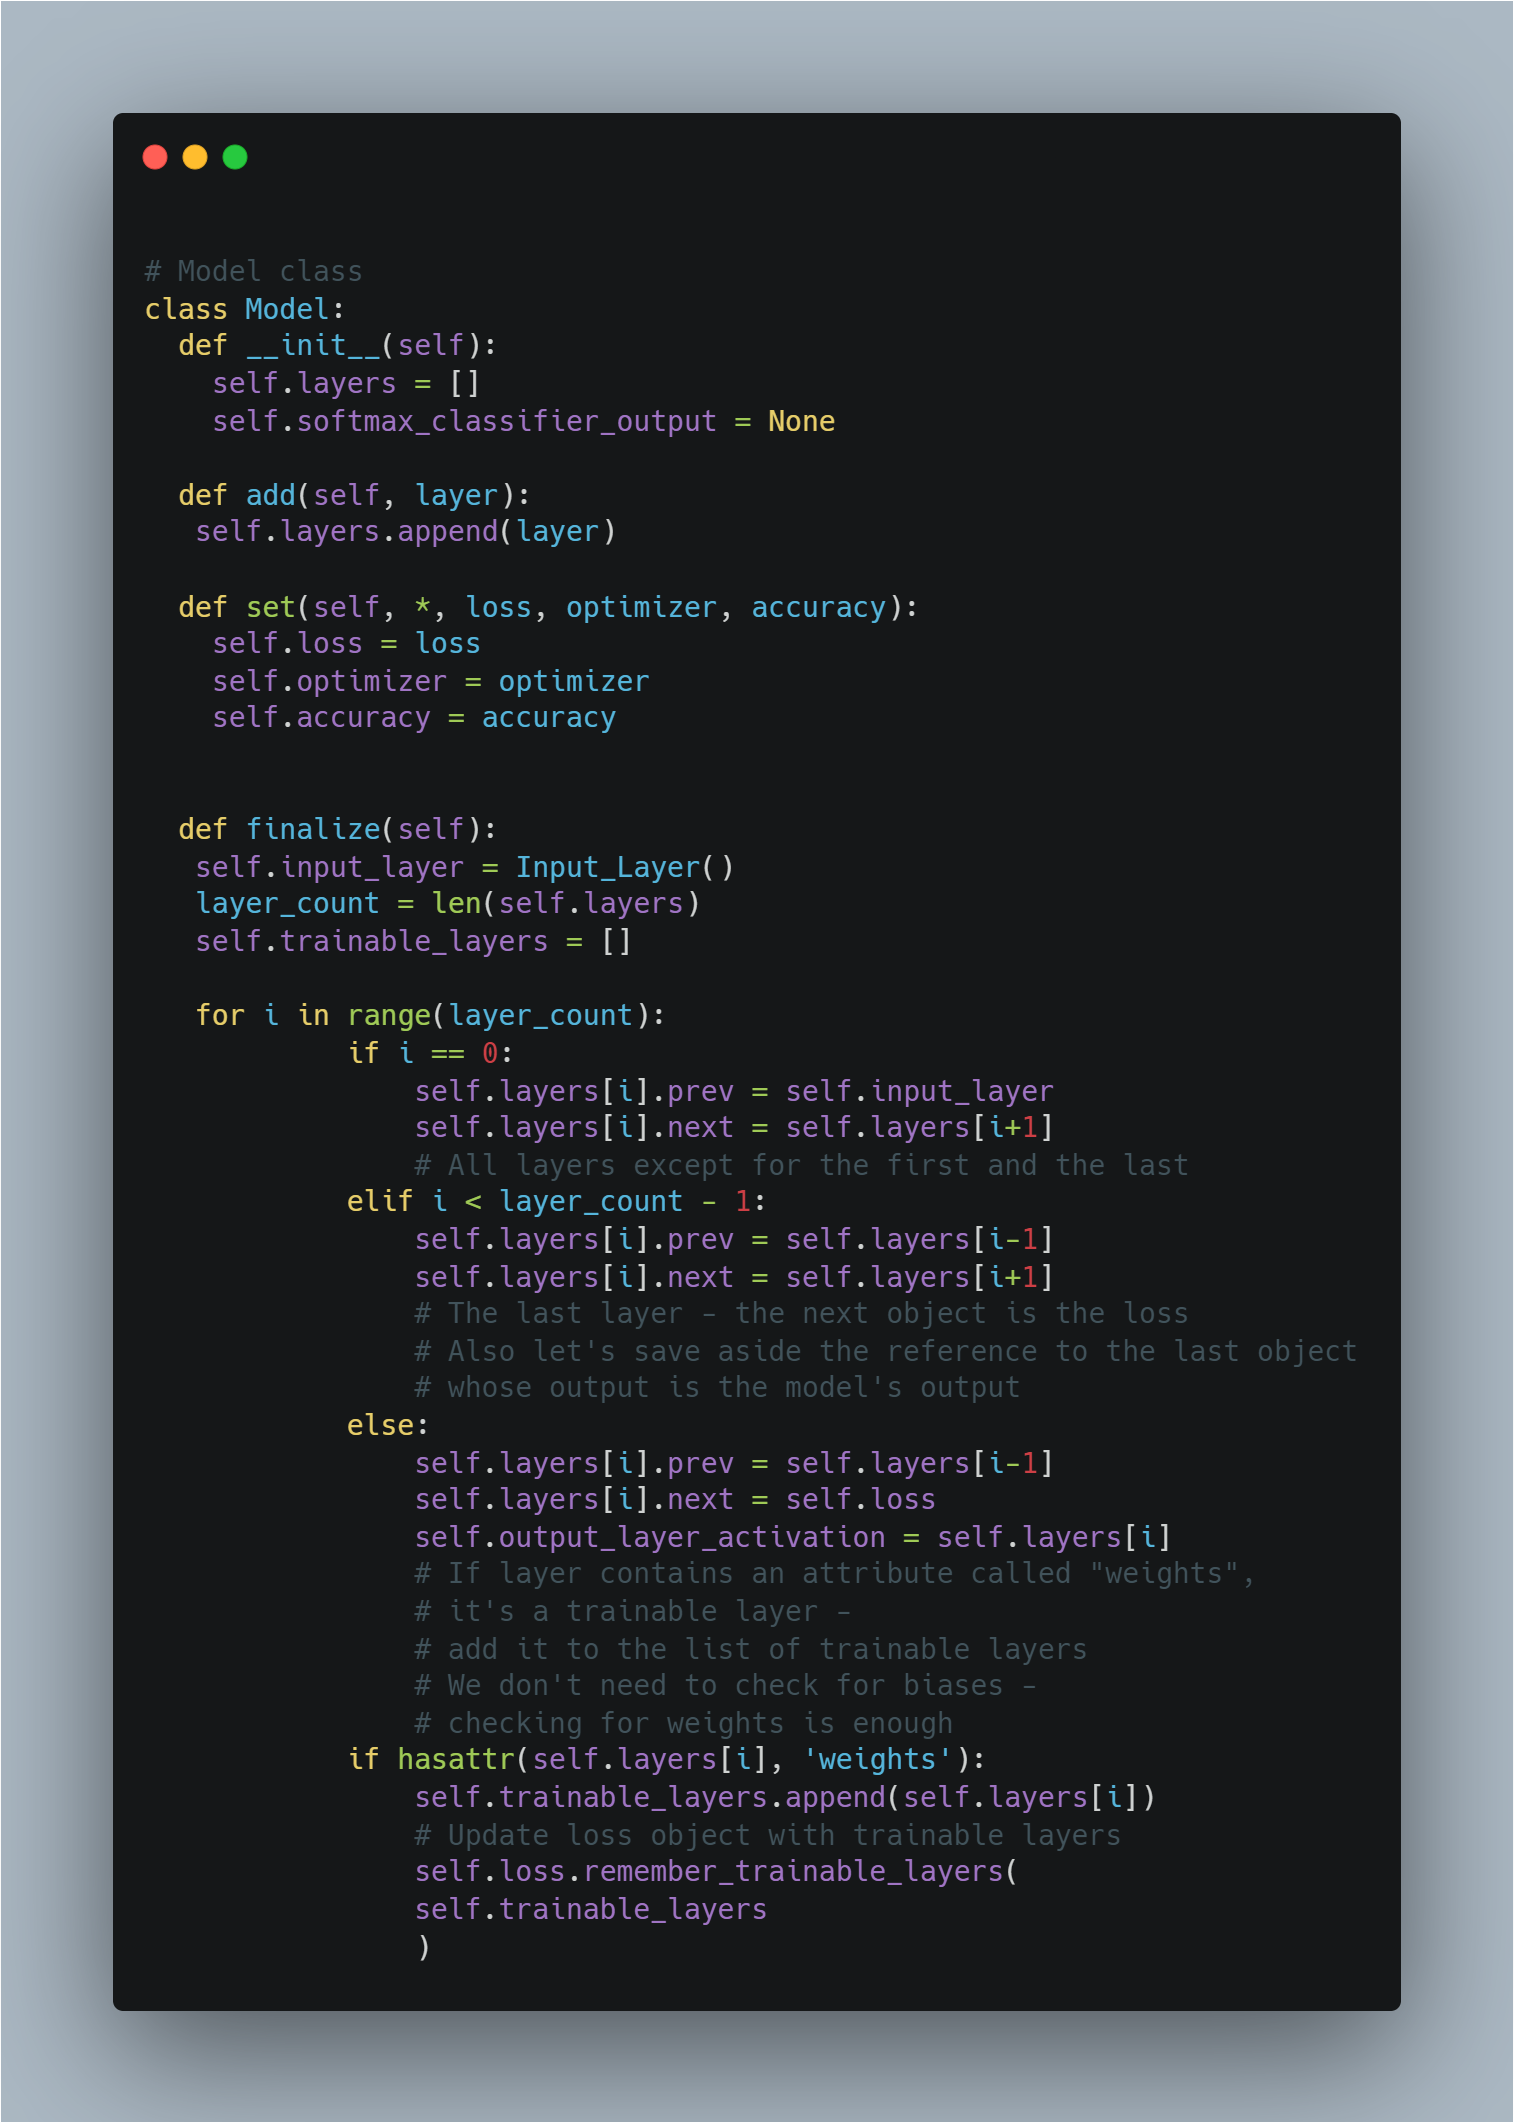 # Model class
class Model:
  def __init__(self):
    self.layers = []
    self.softmax_classifier_output = None

  def add(self, layer):
   self.layers.append(layer)

  def set(self, *, loss, optimizer, accuracy):
    self.loss = loss
    self.optimizer = optimizer
    self.accuracy = accuracy


  def finalize(self):
   self.input_layer = Input_Layer()
   layer_count = len(self.layers)
   self.trainable_layers = []

   for i in range(layer_count):
            if i == 0:
                self.layers[i].prev = self.input_layer
                self.layers[i].next = self.layers[i+1]
                # All layers except for the first and the last
            elif i < layer_count - 1:
                self.layers[i].prev = self.layers[i-1]
                self.layers[i].next = self.layers[i+1]
                # The last layer - the next object is the loss
                # Also let's save aside the reference to the last object
                # whose output is the model's output
            else:
                self.layers[i].prev = self.layers[i-1]
                self.layers[i].next = self.loss
                self.output_layer_activation = self.layers[i]
                # If layer contains an attribute called "weights",
                # it's a trainable layer -
                # add it to the list of trainable layers
                # We don't need to check for biases -
                # checking for weights is enough
            if hasattr(self.layers[i], 'weights'):
                self.trainable_layers.append(self.layers[i])
                # Update loss object with trainable layers
                self.loss.remember_trainable_layers(
                self.trainable_layers
                )